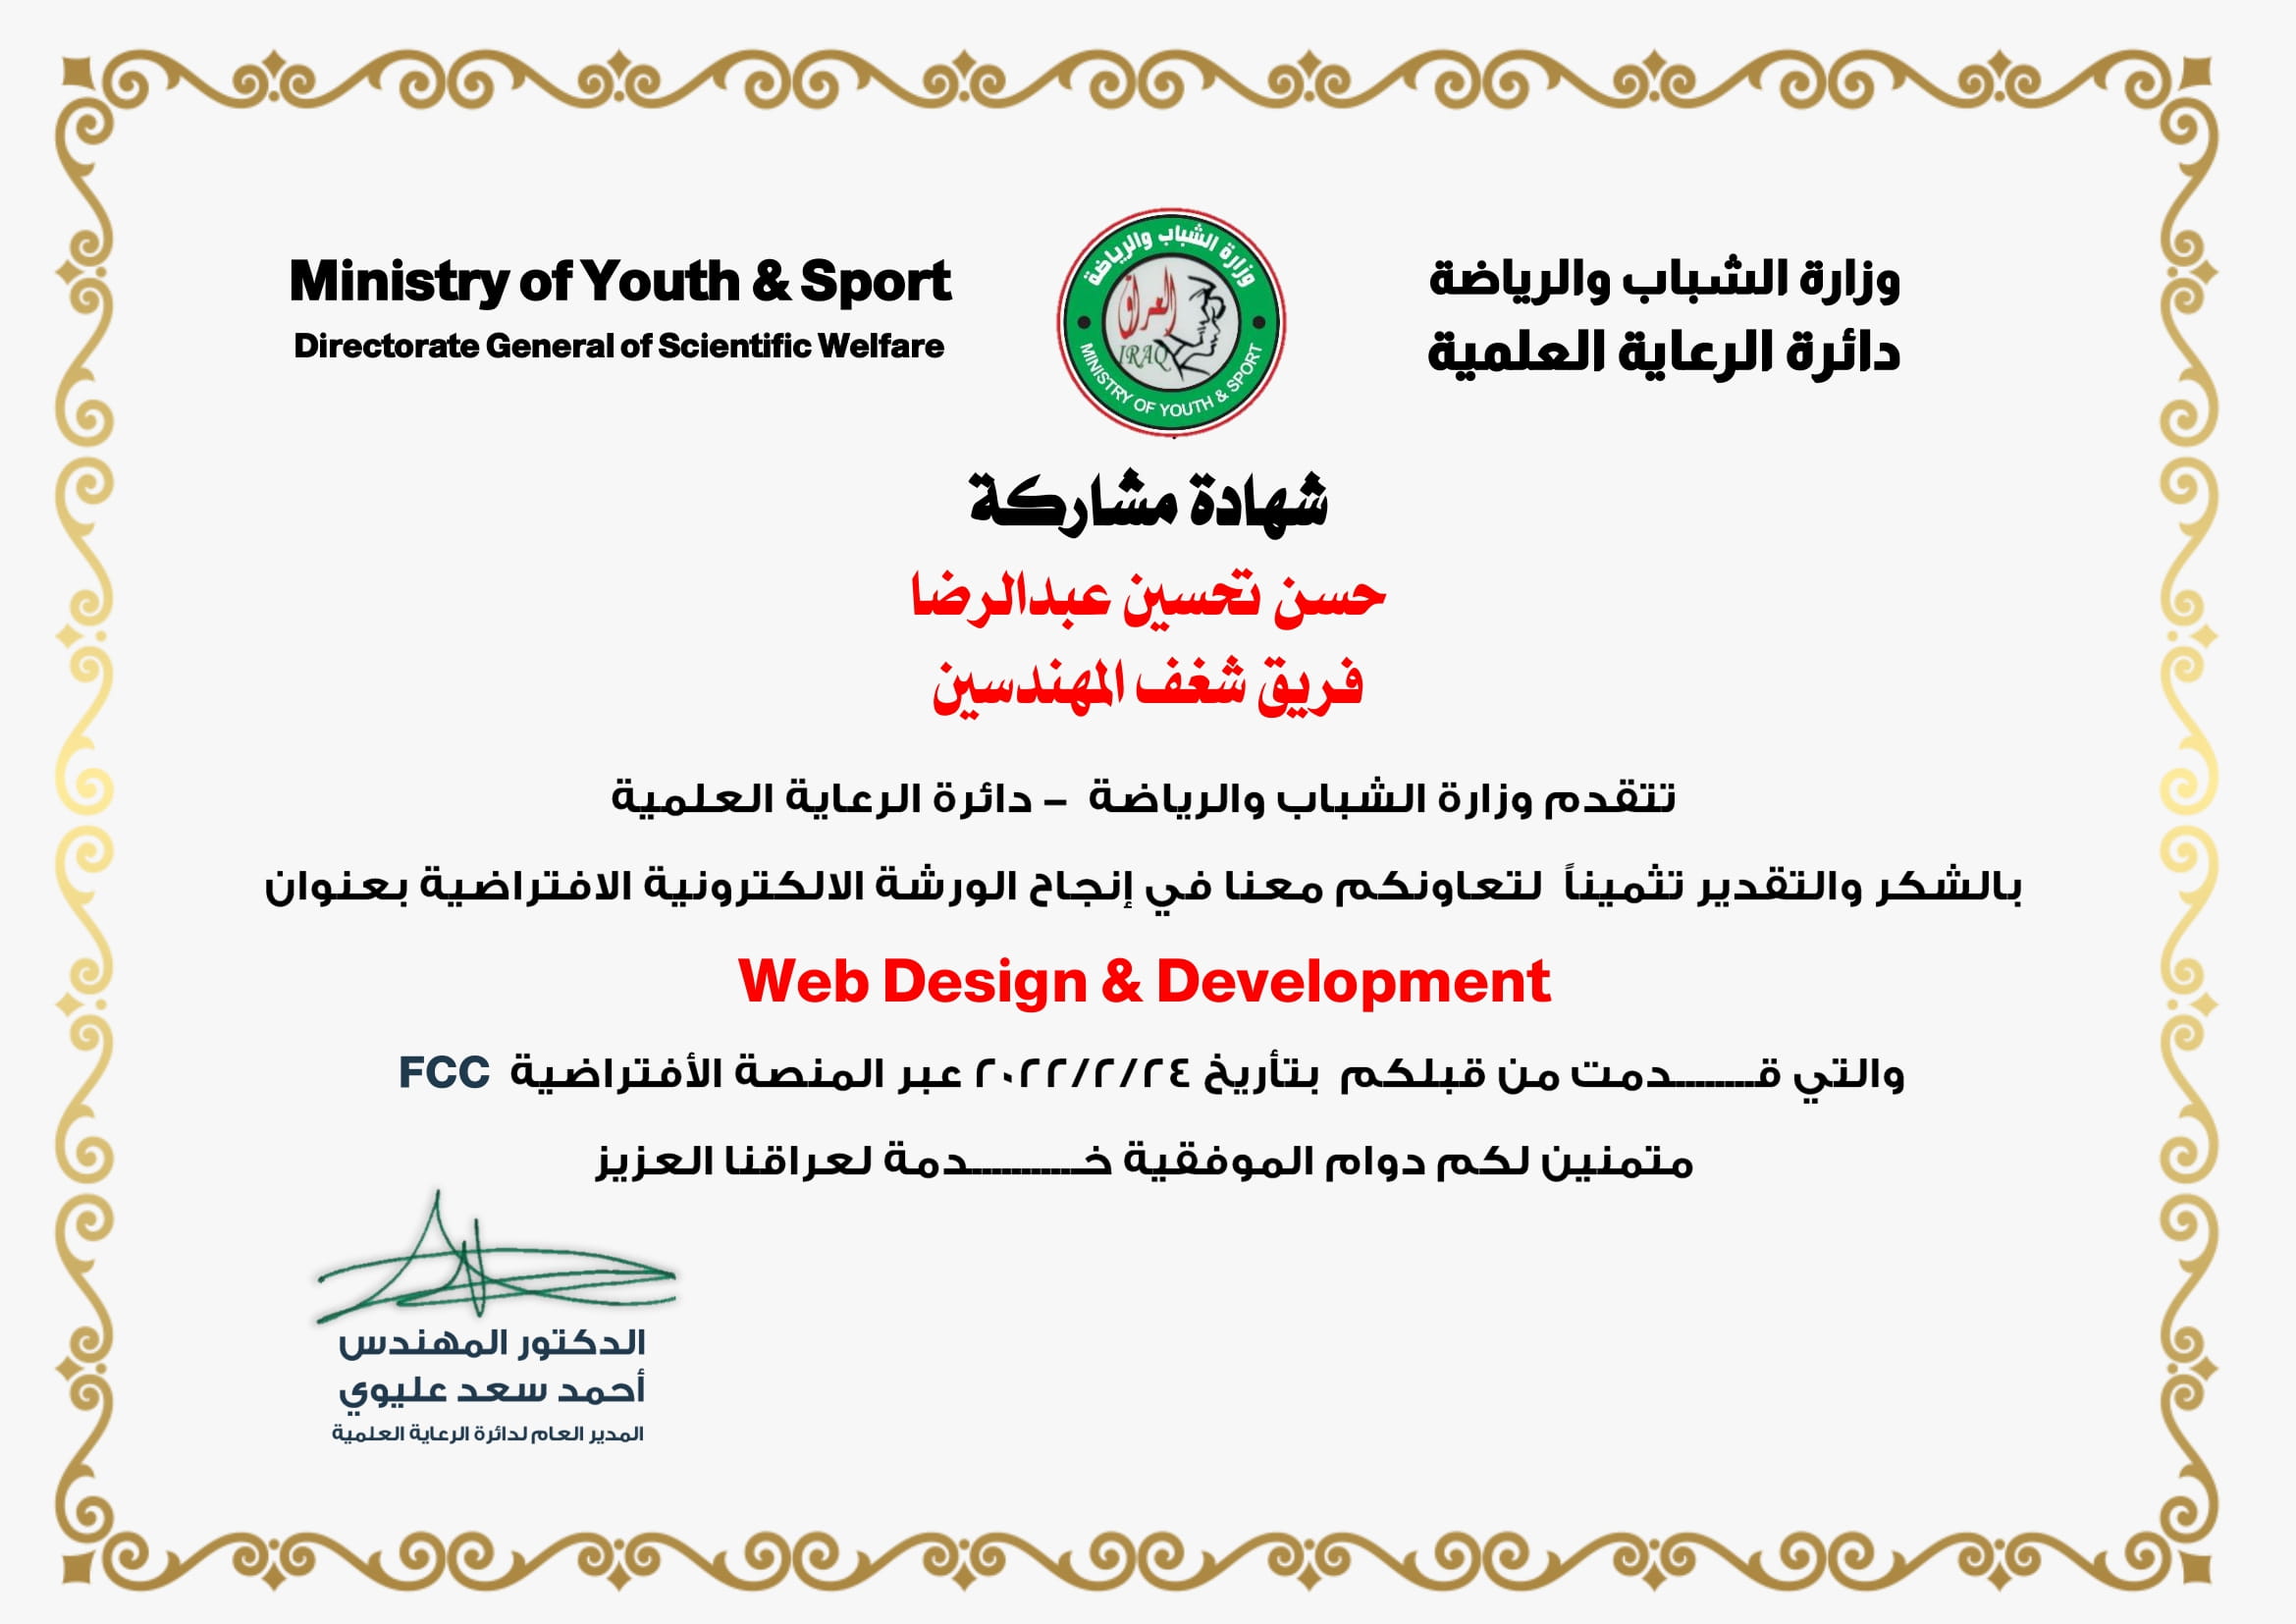 Ministry of Youth & Sport
Directorate General of Scientific Welfare
وزارة الشباب والرياضة
العراق
IRAQ
MINISTRY OF YOUTH & SPORT
وزارة الشباب والرياضة
دائرة الرعاية العلمية
شهادة مشاركة
حسن تحسين عبدالرضا
فريق شغف المهندسين
تتقدم وزارة الشباب والرياضة – دائرة الرعاية العلمية
بالشكر والتقدير تثميناً لتعاونكم معنا في إنجاح الورشة الالكترونية الافتراضية بعنوان
Web Design & Development
والتي قـــــــدمت من قبلكم بتأريخ ٢٠٢٢/٢/٢٤ عبر المنصة الأفتراضية FCC
متمنين لكم دوام الموفقية خــــــــــدمة لعراقنا العزيز
الدكتور المهندس
أحمد سعد عليوي
المدير العام لدائرة الرعاية العلمية